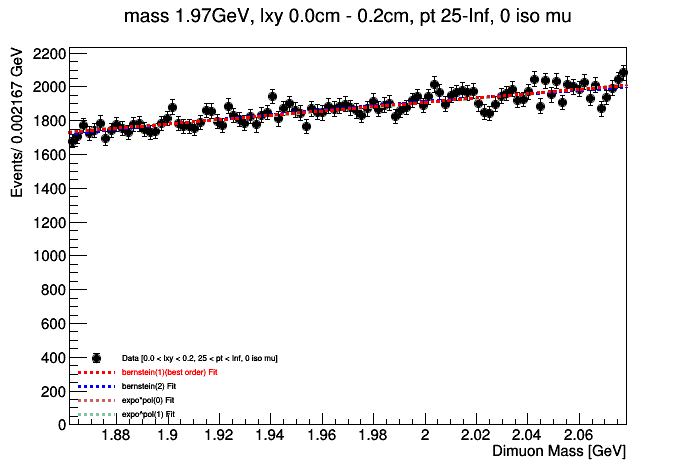 mass 1.97GeV, lxy 0.0cm - 0.2cm, pt 25-Inf, 0 iso mu
Events/ 0.002167 GeV
2200
2000
1800
1600
1400
1200
1000
800
600
400
200
0
Data [0.0 < lxy < 0.2, 25 < pt < Inf, 0 iso mu]
bernstein(1)(best order) Fit
bernstein(2) Fit
expo*pol(0) Fit
expo*pol(1) Fit
1.88 1.9 1.92 1.94 1.96 1.98 2 2.02 2.04 2.06
Dimuon Mass [GeV]